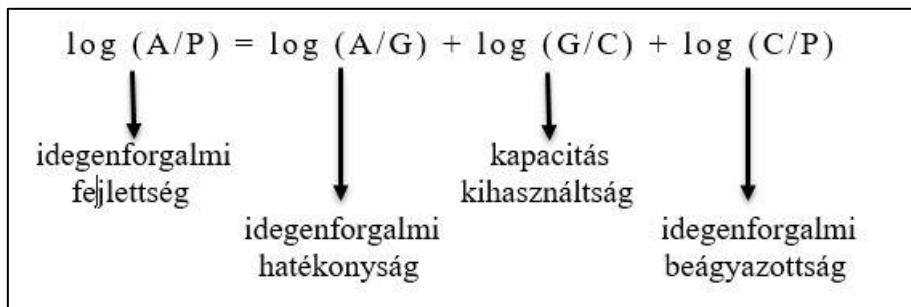 log (A/P) = log (A/G) + log (G/C) + log (C/P)
idegenforgalmi
fejlettség
kapacitás
kihasználtság
idegenforgalmi
hatékonyság
idegenforgalmi
beágyazottság